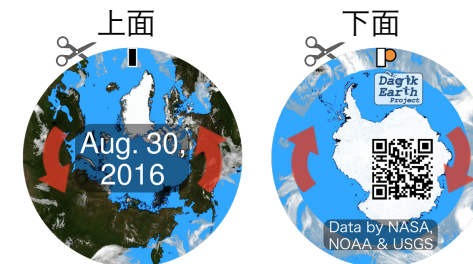 上面
下面
Aug. 30,
2016
Dagik
Earth
Project
Data by NASA,
NOAA & USGS